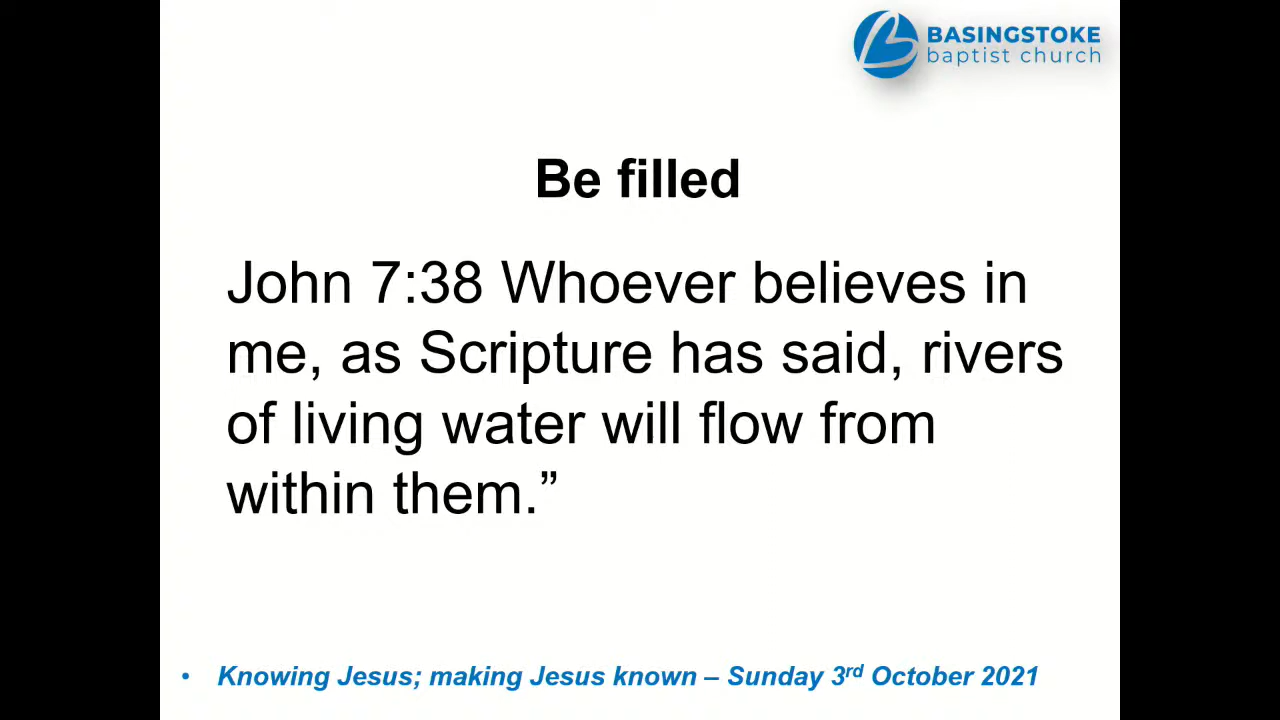 BASINGSTOKE
baptist church
Be filled
John 7:38 Whoever believes in
me, as Scripture has said, rivers
of living water will flow from
within them.”
• Knowing Jesus; making Jesus known – Sunday 3rd October 2021